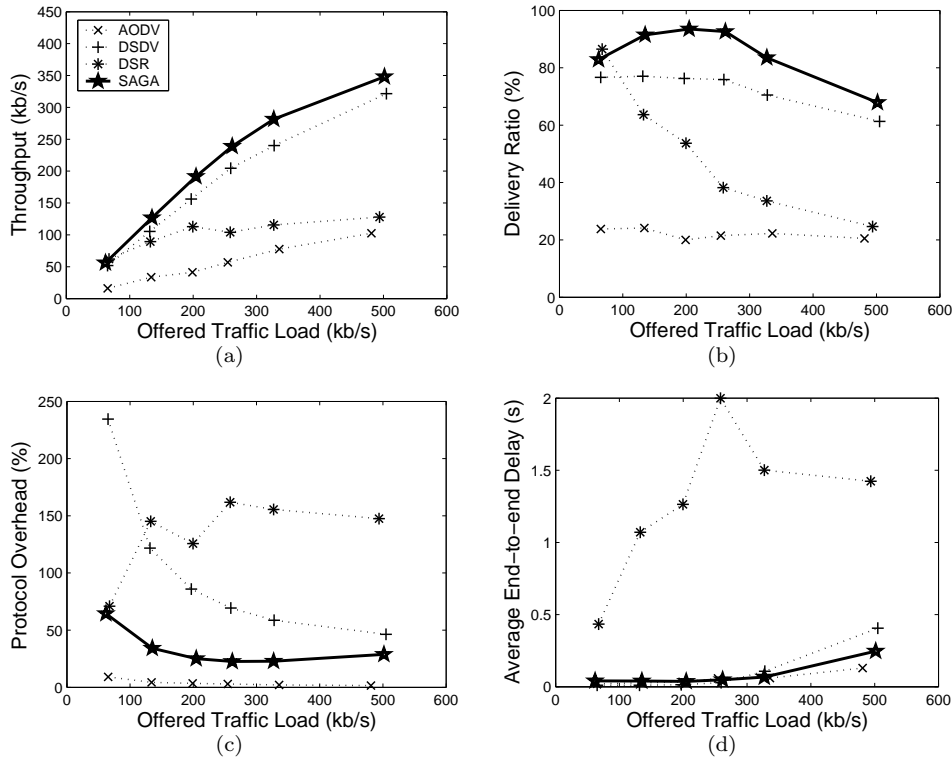 450
400
350
300
250
200
150
100
50
0
Throughput (kb/s)
AODV
DSDV
DSR
SAGA
0 100 200 300 400 500 600
Offered Traffic Load (kb/s)
(a)
100
80
60
40
20
0
Delivery Ratio (%)
0 100 200 300 400 500 600
Offered Traffic Load (kb/s)
(b)
250
200
150
100
50
0
Protocol Overhead (%)
0 100 200 300 400 500 600
Offered Traffic Load (kb/s)
(c)
2
1.5
1
0.5
0
Average End−to−end Delay (s)
0 100 200 300 400 500 600
Offered Traffic Load (kb/s)
(d)